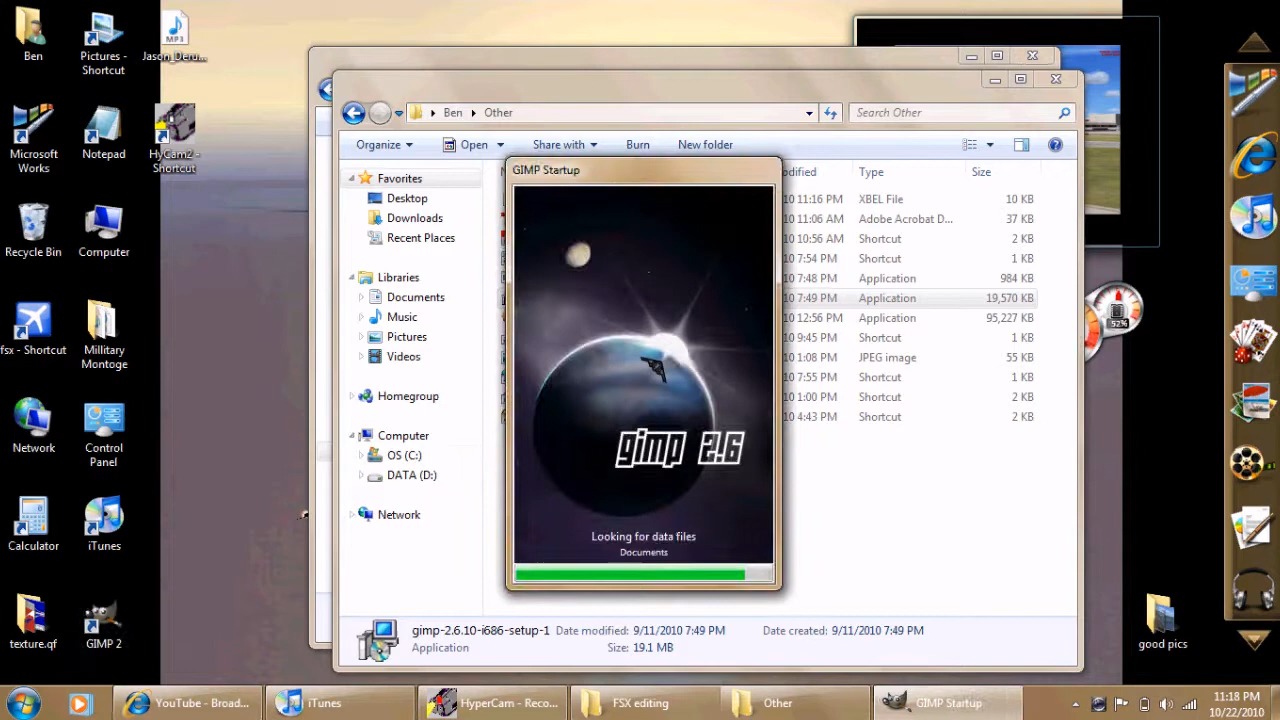 Ben
Pictures -
Shortcut
Jason_Deru...
MP3
Microsoft
Works
Notepad
HyCam2 -
Shortcut
Recycle Bin
Computer
fsx - Shortcut
Millitary
Montoge
Network
Control
Panel
Calculator
iTunes
texture.qf
GIMP 2
Ben
Other
Search Other
Organize
Open
Share with
Burn
New folder
Favorites
Desktop
Downloads
Recent Places
Libraries
Documents
Music
Pictures
Videos
Homegroup
Computer
OS (C:)
DATA (D:)
Network
odified
Type
Size
10 11:16 PM
XBEL File
10 KB
10 11:06 AM
Adobe Acrobat D...
37 KB
10 10:56 AM
Shortcut
2 KB
10 7:54 PM
Shortcut
1 KB
10 7:48 PM
Application
984 KB
10 7:49 PM
Application
19,570 KB
10 12:56 PM
Application
95,227 KB
10 9:45 PM
Shortcut
1 KB
10 1:08 PM
JPEG image
55 KB
10 7:55 PM
Shortcut
1 KB
10 1:00 PM
Shortcut
2 KB
10 4:43 PM
Shortcut
2 KB
GIMP Startup
gimp 2.6
Looking for data files
Documents
gimp-2.6.10-i686-setup-1
Date modified: 9/11/2010 7:49 PM
Date created: 9/11/2010 7:49 PM
Application
Size: 19.1 MB
52%
good pics
YouTube - Broad...
iTunes
HyperCam - Reco...
FSX editing
Other
GIMP Startup
11:18 PM
10/22/2010